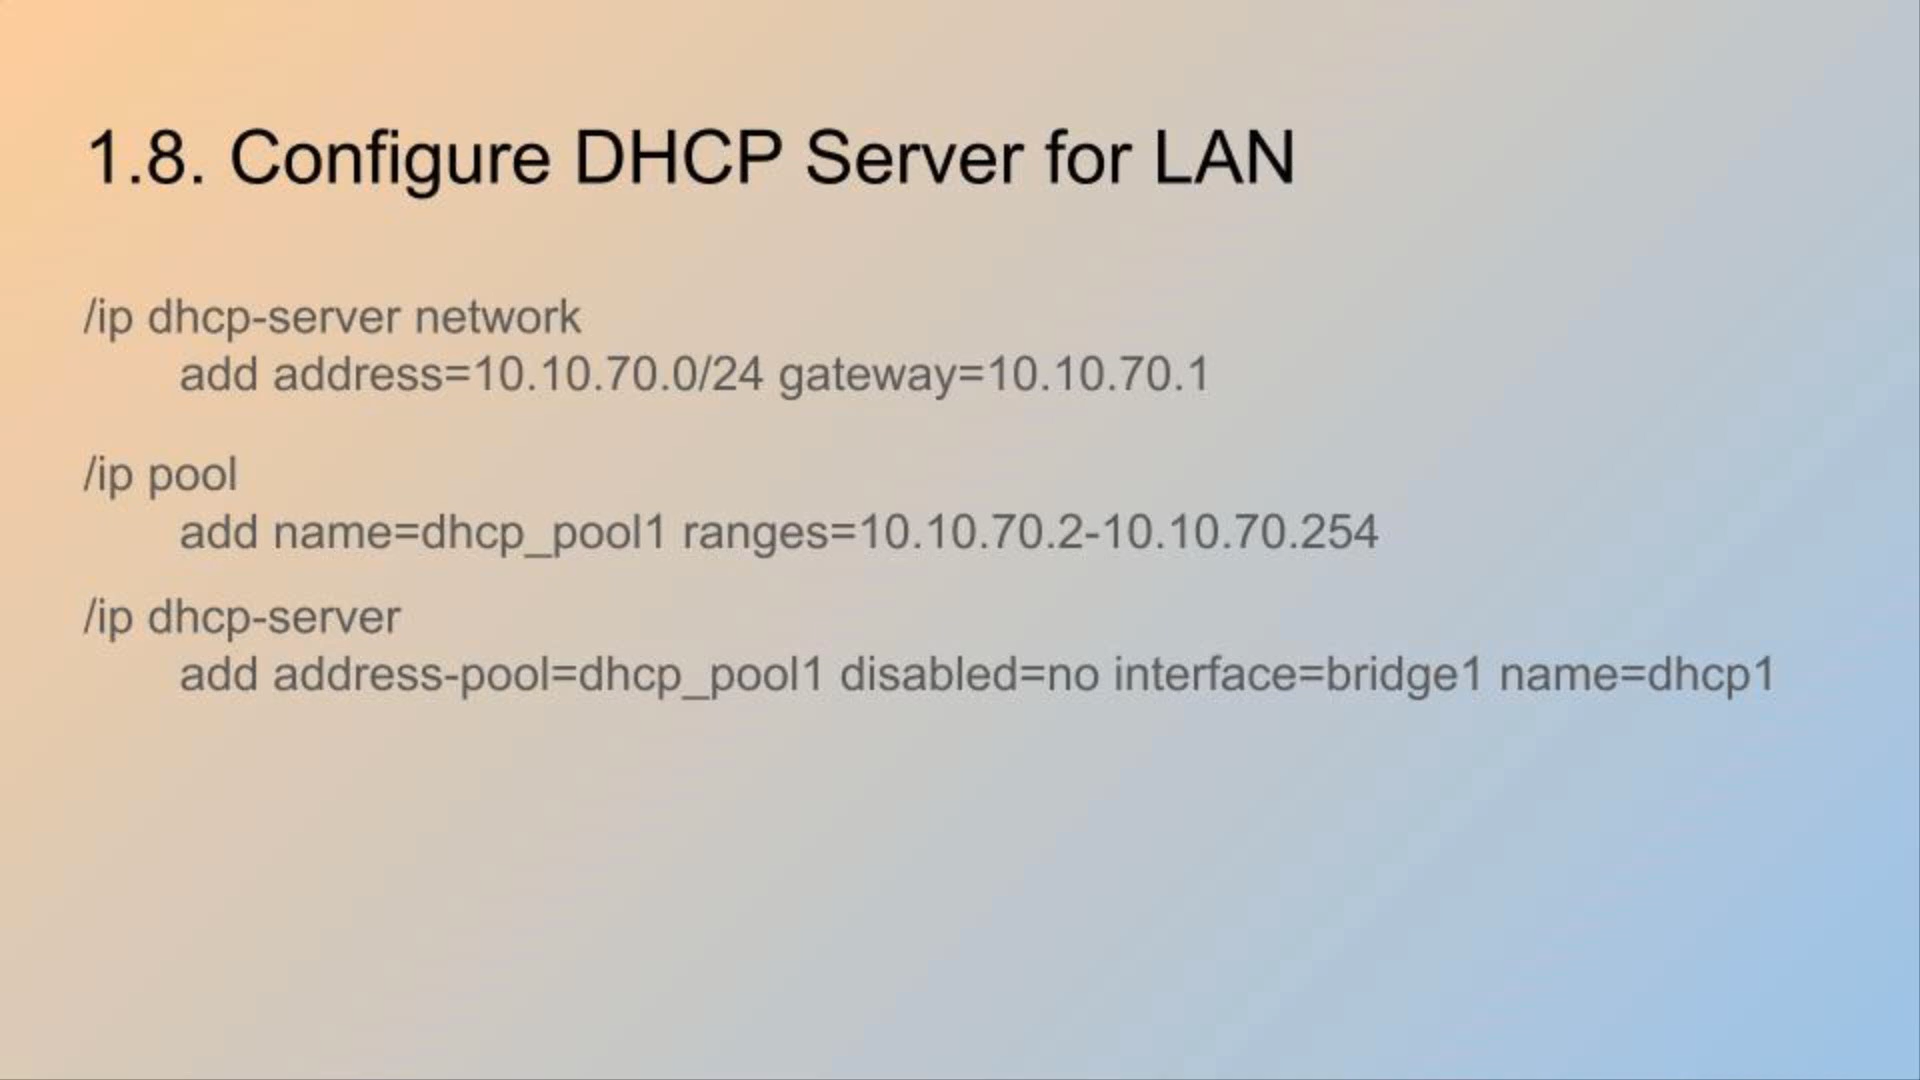 1.8. Configure DHCP Server for LAN
/ip dhcp-server network
add address=10.10.70.0/24 gateway=10.10.70.1
/ip pool
add name=dhcp_pool1 ranges=10.10.70.2-10.10.70.254
/ip dhcp-server
add address-pool=dhcp_pool1 disabled=no interface=bridge1 name=dhcp1